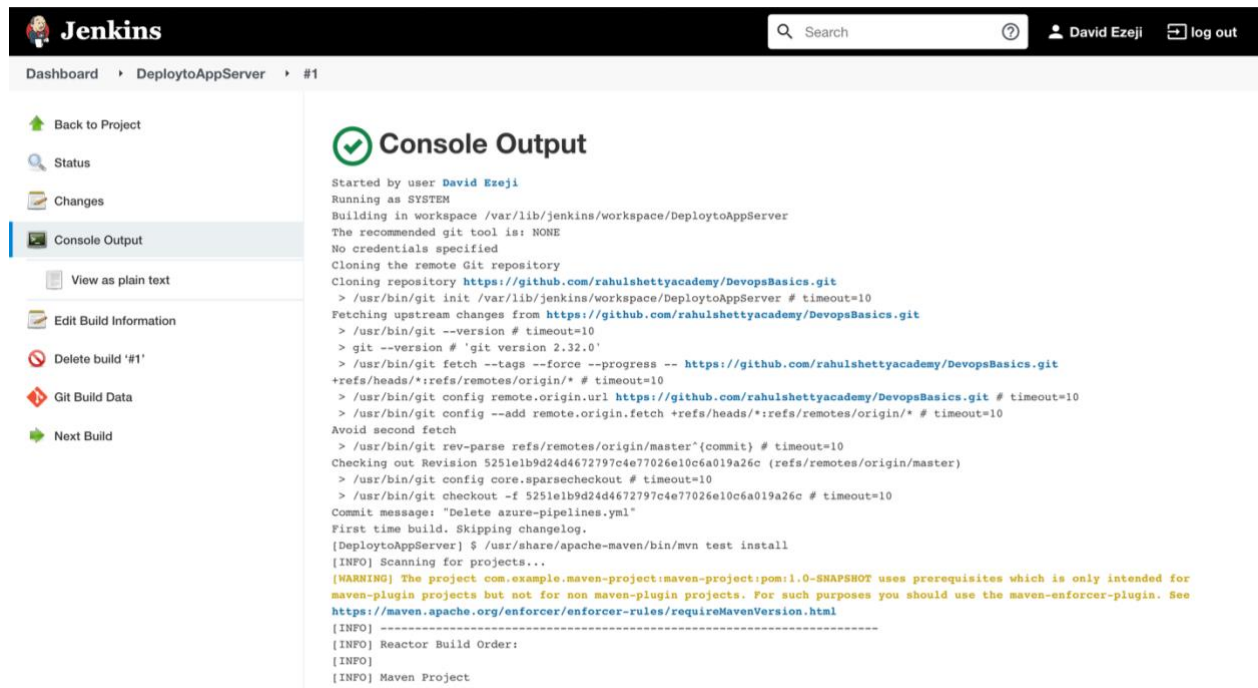 Jenkins
Search
David Ezeji
log out
Dashboard
DeploytoAppServer
#1
Back to Project
Status
Changes
Console Output
View as plain text
Edit Build Information
Delete build '#1'
Git Build Data
Next Build
Console Output
Started by user David Ezeji
Running as SYSTEM
Building in workspace /var/lib/jenkins/workspace/DeploytoAppServer
The recommended git tool is: NONE
No credentials specified
Cloning the remote Git repository
Cloning repository https://github.com/rahulshettyacademy/DevopsBasics.git
> /usr/bin/git init /var/lib/jenkins/workspace/DeploytoAppServer # timeout=10
Fetching upstream changes from https://github.com/rahulshettyacademy/DevopsBasics.git
> /usr/bin/git --version # timeout=10
> git --version # 'git version 2.32.0'
> /usr/bin/git fetch --tags --force --progress -- https://github.com/rahulshettyacademy/DevopsBasics.git
+refs/heads/*:refs/remotes/origin/* # timeout=10
> /usr/bin/git config remote.origin.url https://github.com/rahulshettyacademy/DevopsBasics.git # timeout=10
> /usr/bin/git config --add remote.origin.fetch +refs/heads/*:refs/remotes/origin/* # timeout=10
Avoid second fetch
> /usr/bin/git rev-parse refs/remotes/origin/master^{commit} # timeout=10
Checking out Revision 5251e1b9d24d4672797c4e77026e10c6a019a26c (refs/remotes/origin/master)
> /usr/bin/git config core.sparsecheckout # timeout=10
> /usr/bin/git checkout -f 5251e1b9d24d4672797c4e77026e10c6a019a26c # timeout=10
Commit message: "Delete azure-pipelines.yml"
First time build. Skipping changelog.
[DeploytoAppServer] $ /usr/share/apache-maven/bin/mvn test install
[INFO] Scanning for projects...
[WARNING] The project com.example.maven-project:maven-project:pom:1.0-SNAPSHOT uses prerequisites which is only intended for
maven-plugin projects but not for non maven-plugin projects. For such purposes you should use the maven-enforcer-plugin. See
https://maven.apache.org/enforcer/enforcer-rules/requireMavenVersion.html
[INFO] ------------------------------------------------------------------------
[INFO] Reactor Build Order:
[INFO]
[INFO] Maven Project